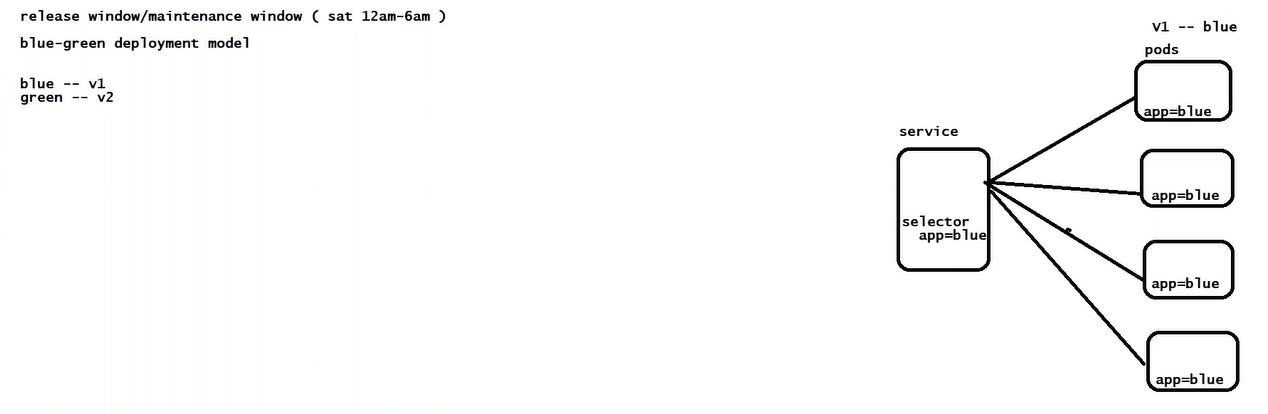 release window/maintenance window ( sat 12am-6am )
blue-green deployment model
blue -- v1
green -- v2
v1 -- blue
pods
app=blue
service
app=blue
selector
app=blue
app=blue
app=blue